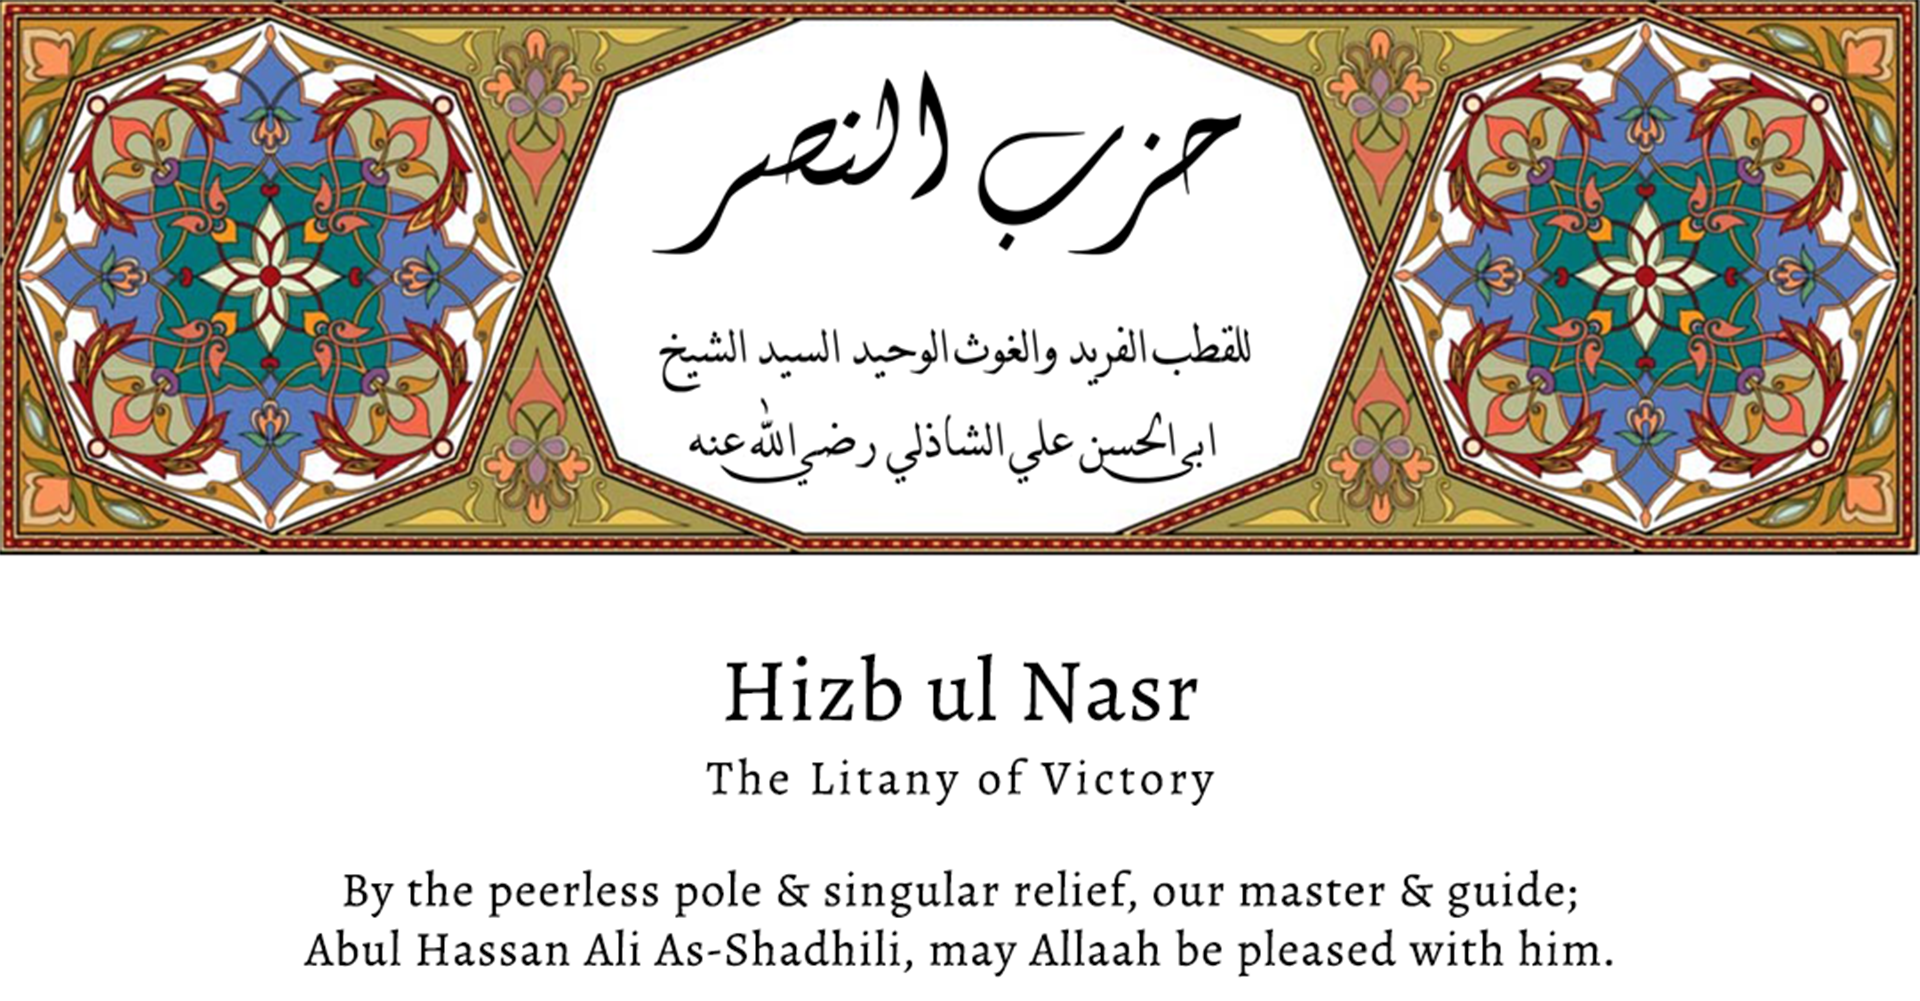 حزب النصر
للقطب الفريد والغوث الوحيد السيد الشيخ
ابي الحسن علي الشاذلي رضي الله عنه
Hizb ul Nasr
The Litany of Victory
By the peerless pole & singular relief, our master & guide;
Abul Hassan Ali As-Shadhili, may Allaah be pleased with him.